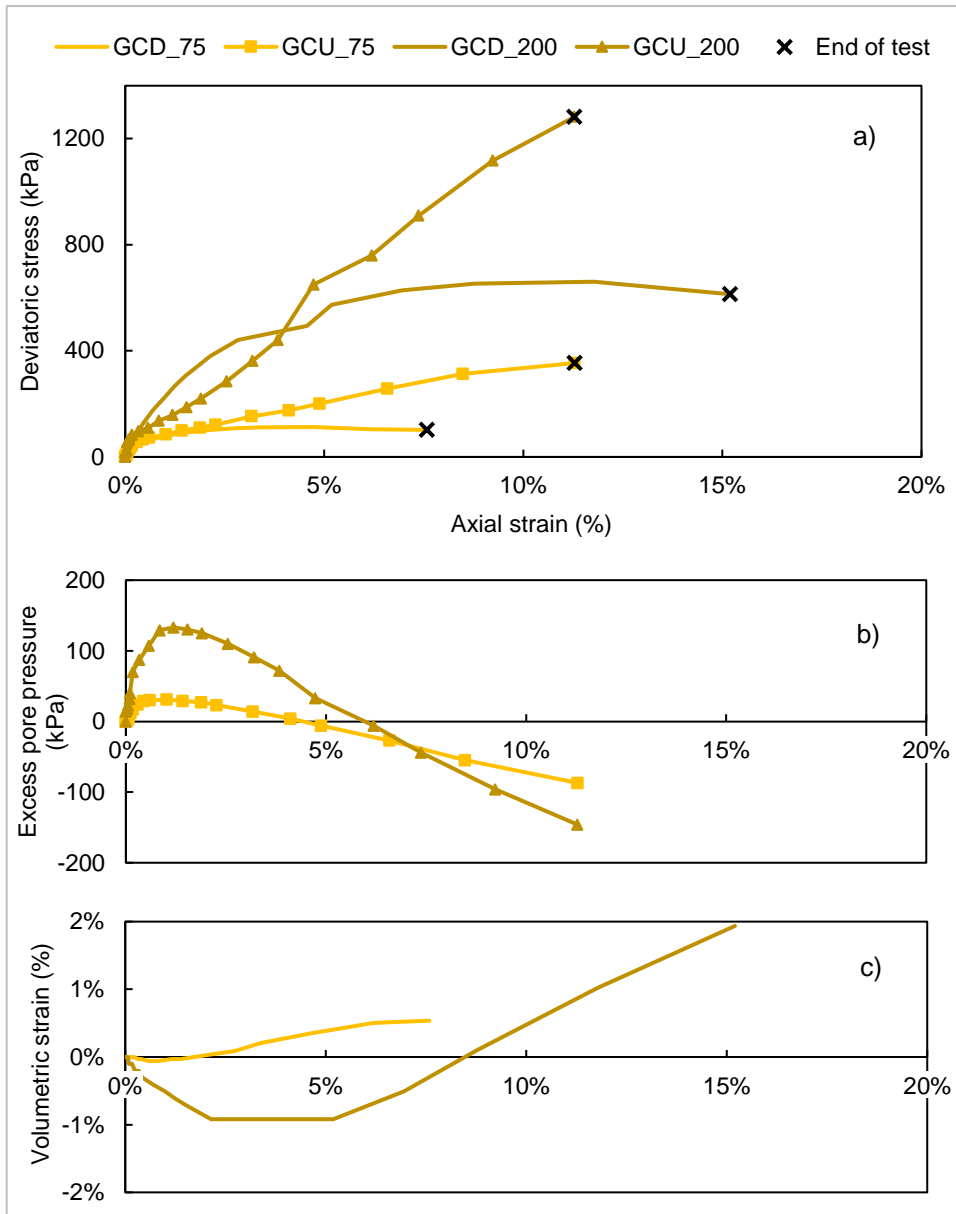 GCD_75 GCU_75 GCD_200 GCU_200 End of test
a)
1200
800
400
0
0% 5% 10% 15% 20%
Deviatoric stress (kPa)
Axial strain (%)
b)
200
100
0
-100
-200
0% 5% 10% 15% 20%
Excess pore pressure
(kPa)
c)
2%
1%
0%
-1%
-2%
0% 5% 10% 15% 20%
Volumetric strain (%)